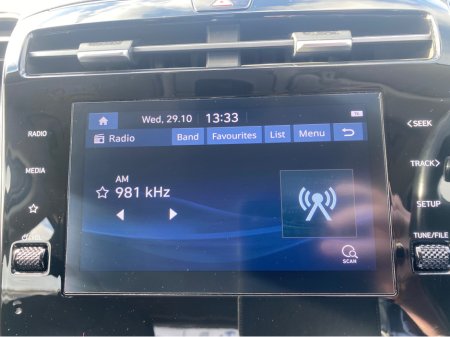 Wed, 29.10 13:33
Radio Band Favourites List Menu
AM
981 kHz
SCAN
RADIO
MEDIA
<SEEK
TRACK>
SETUP
TUNE/FILE